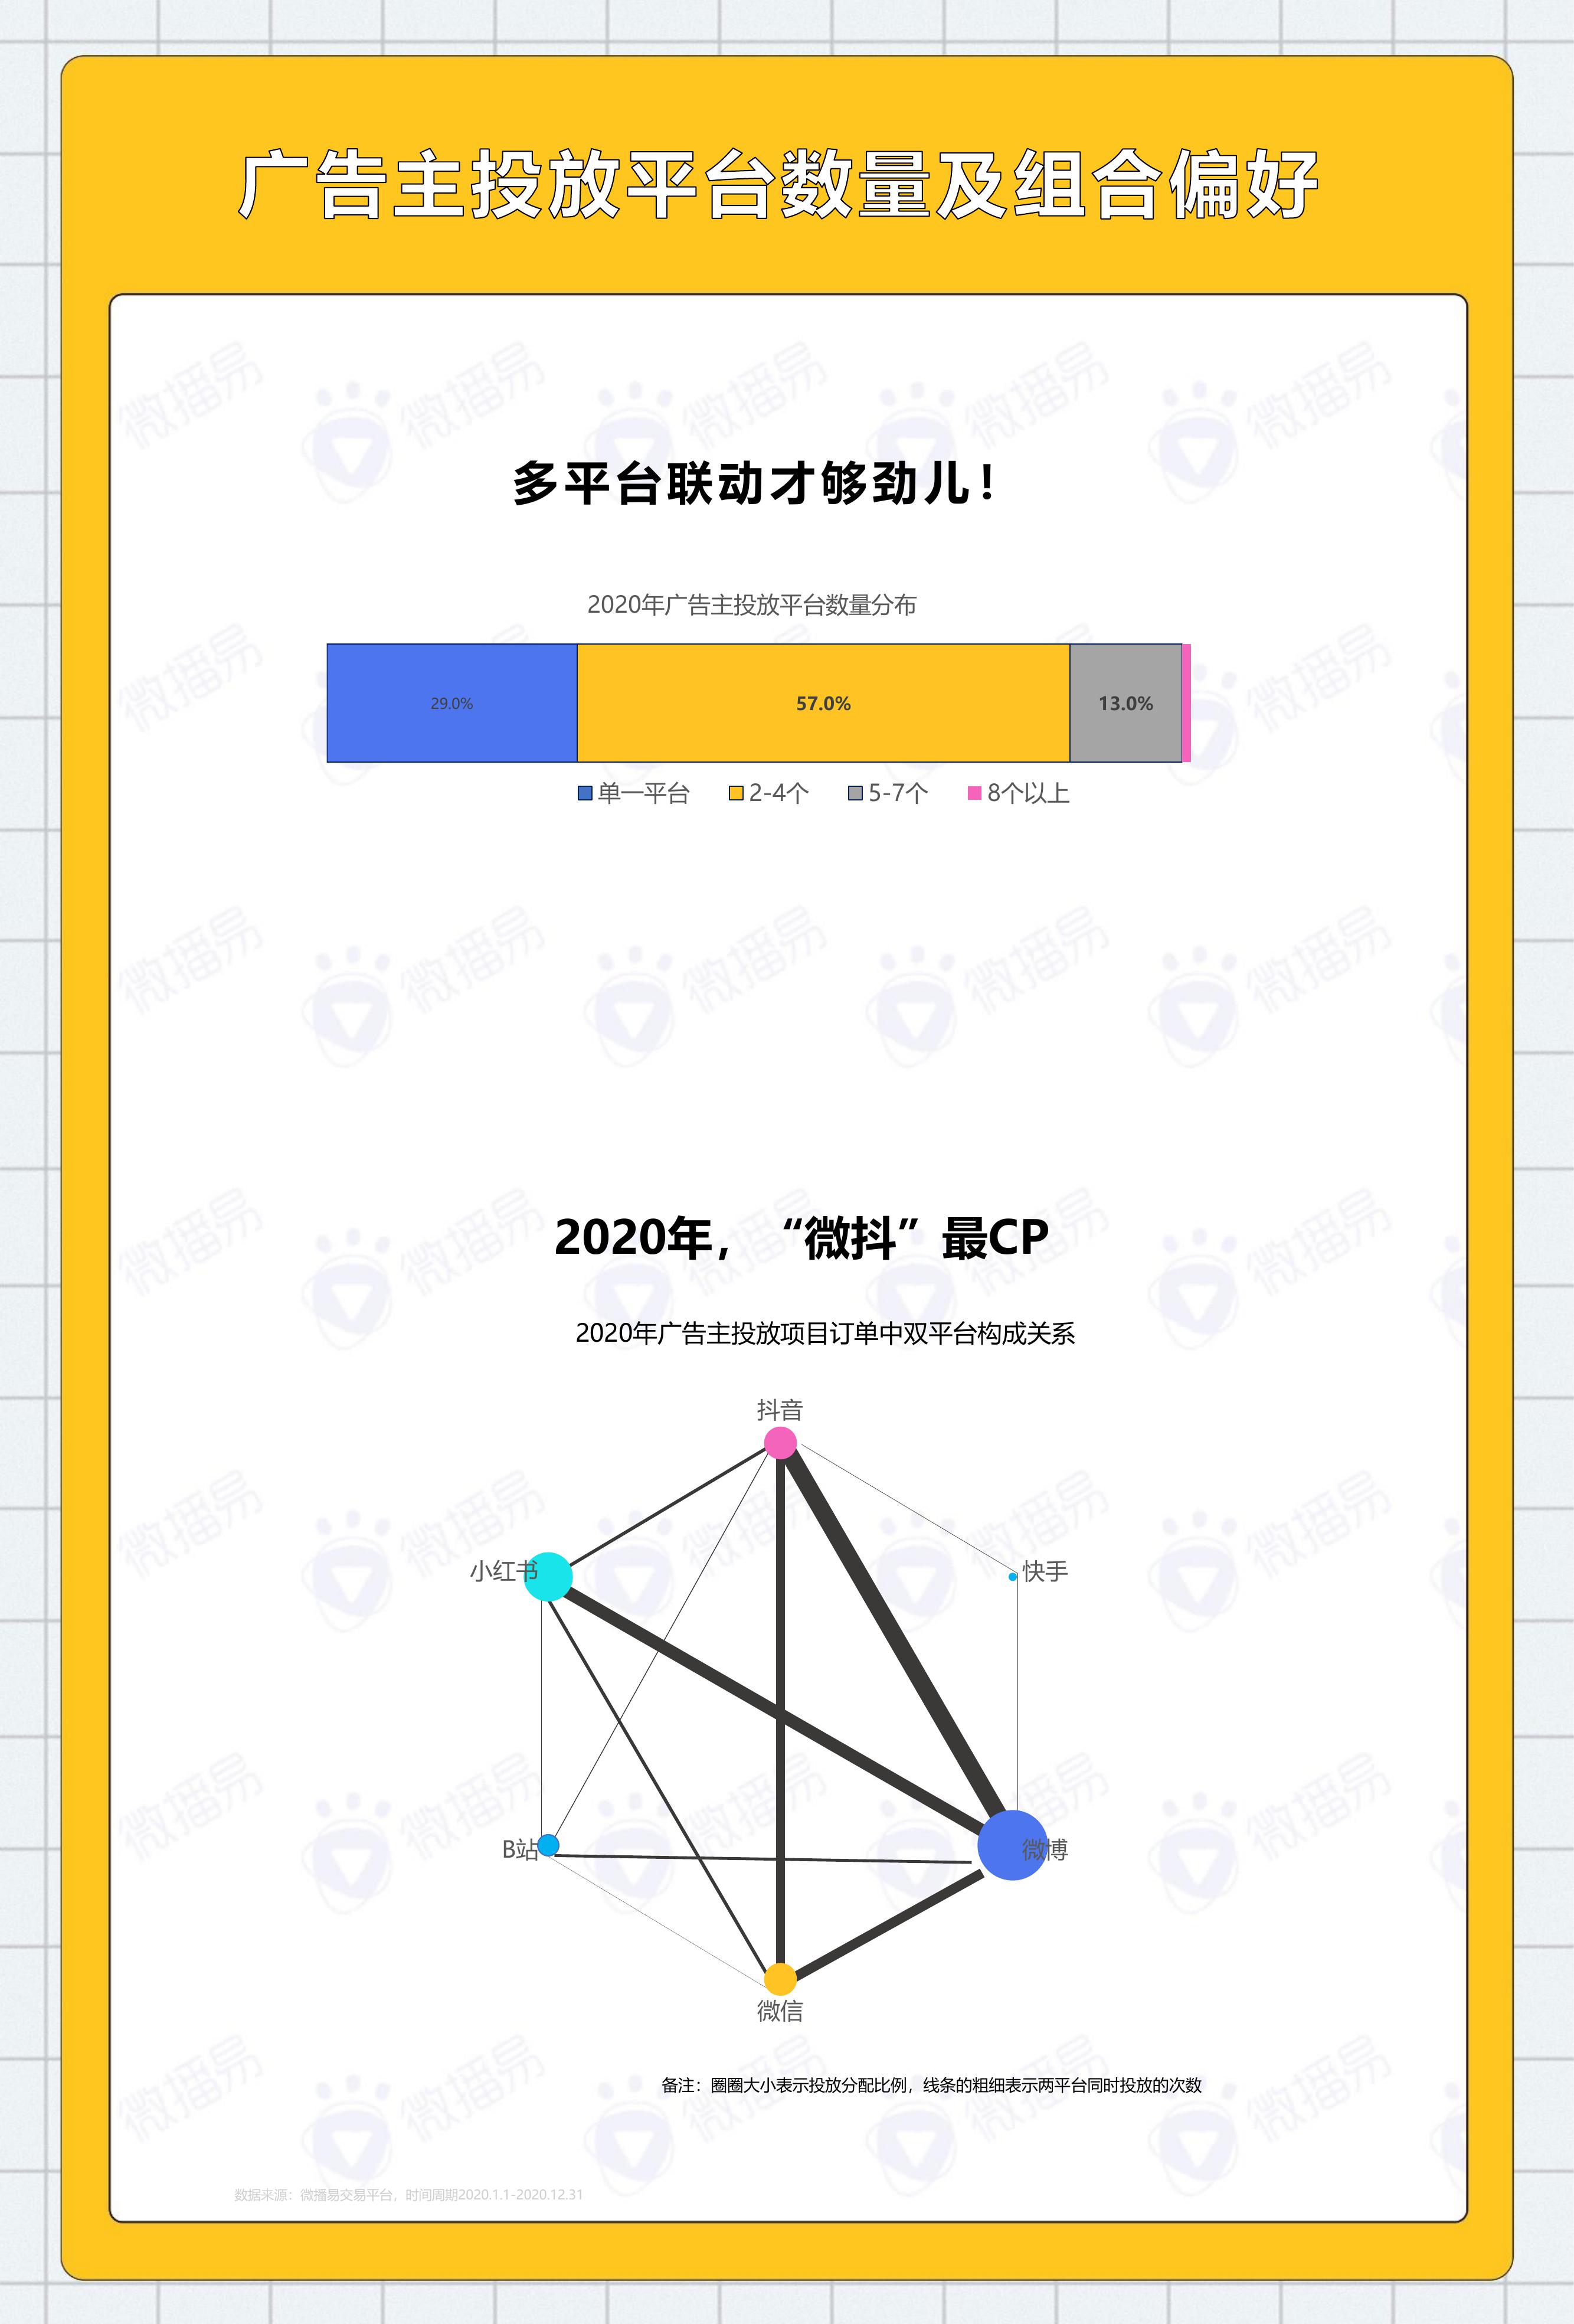 广告主投放平台数量及组合偏好
多平台联动才够劲儿！
2020年广告主投放平台数量分布
29.0% 57.0% 13.0%
单一平台 2-4个 5-7个 8个以上
2020年，“微抖”最CP
2020年广告主投放项目订单中双平台构成关系
抖音
小红书
快手
B站
微博
微信
备注：圈圈大小表示投放分配比例，线条的粗细表示两平台同时投放的次数
数据来源：微播易交易平台，时间周期2020.1.1-2020.12.31
微播易